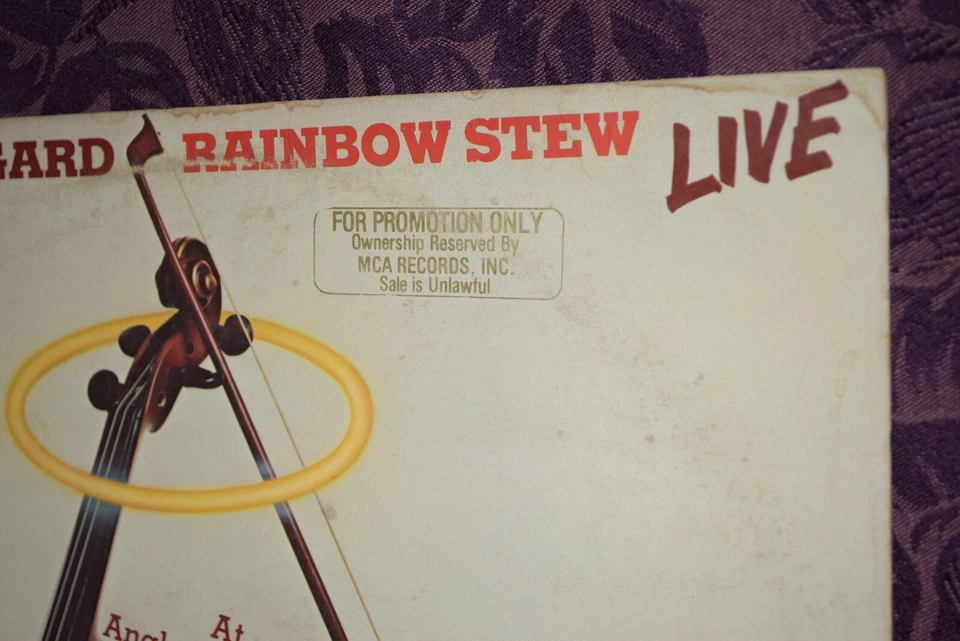 GARD RAINBOW STEW LIVE
FOR PROMOTION ONLY
Ownership Reserved By
MCA RECORDS, INC.
Sale is Unlawful
At